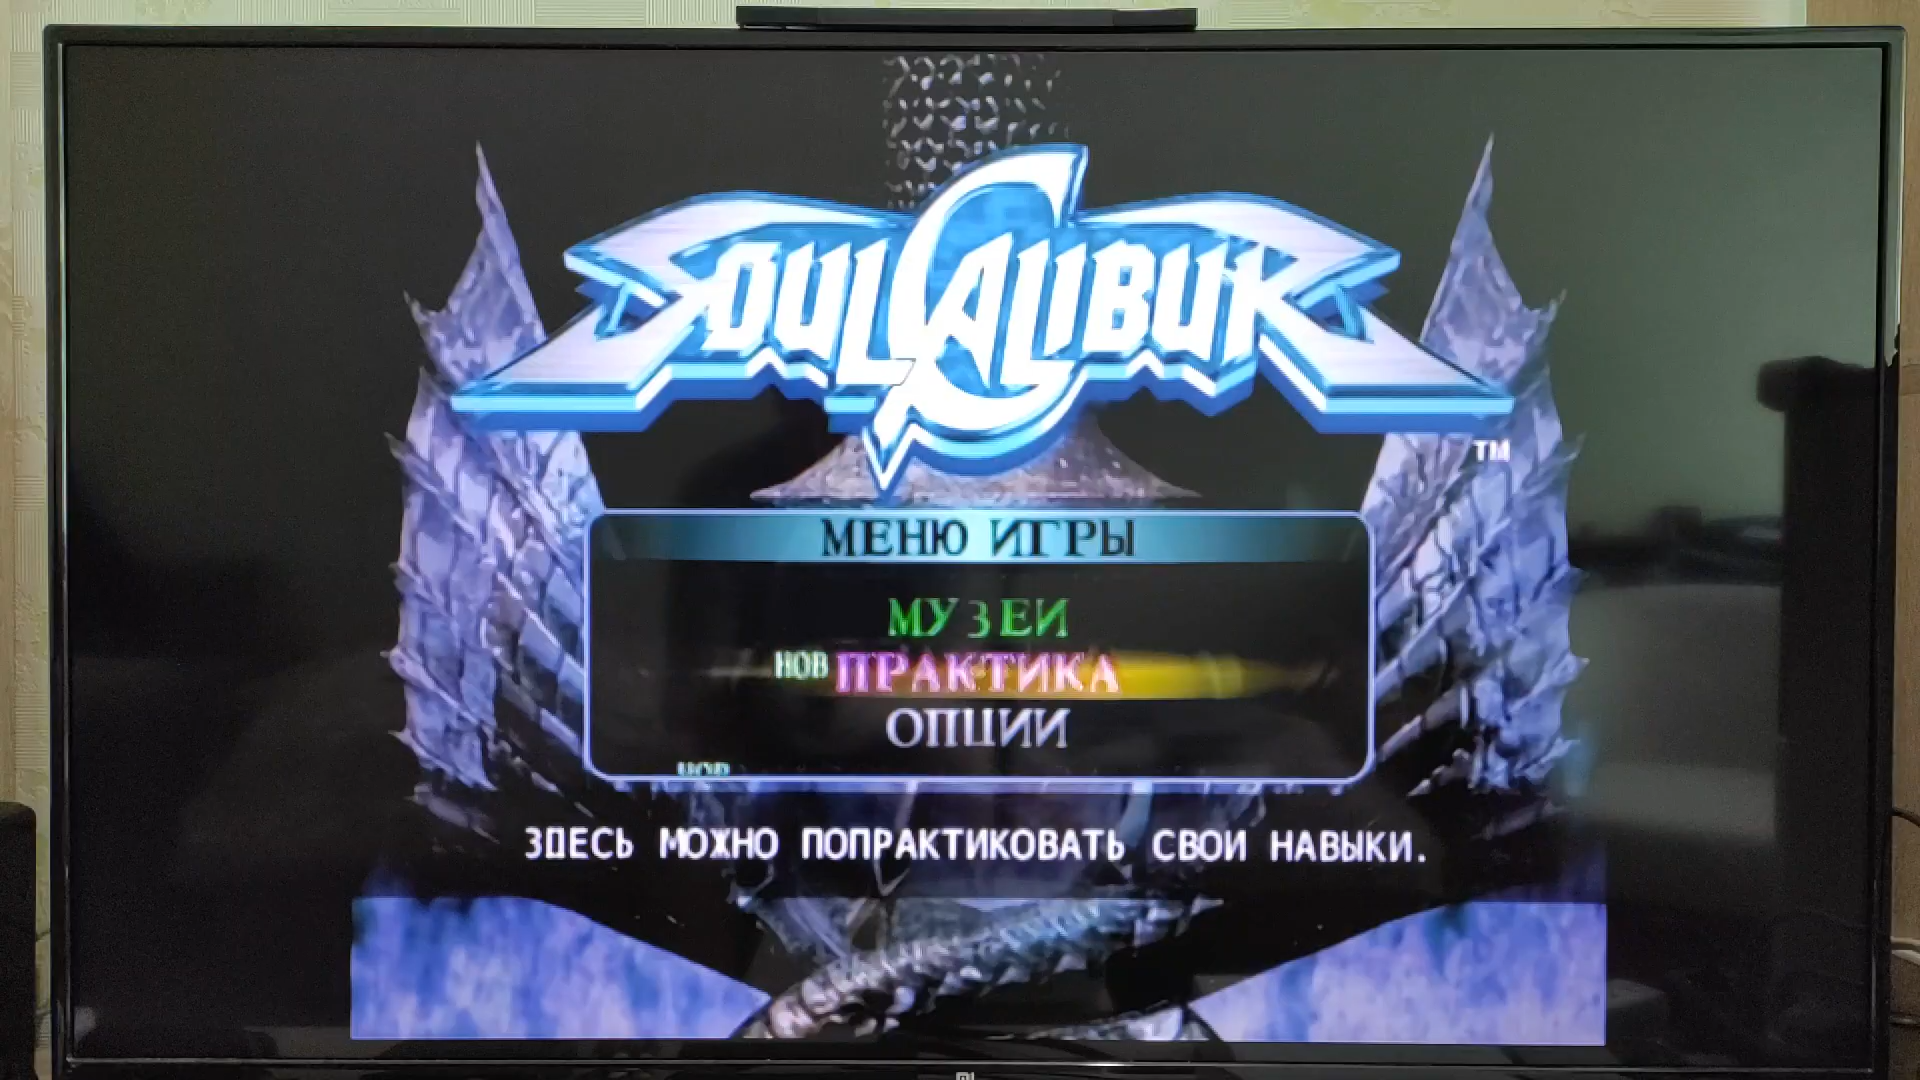 SOULCALIBUR
TM
МЕНЮ ИГРЫ
МУЗЕИ
НОВ ПРАКТИКА
ОПЦИИ
ЗДЕСЬ МОЖНО ПОПРАКТИКОВАТЬ СВОИ НАВЫКИ.